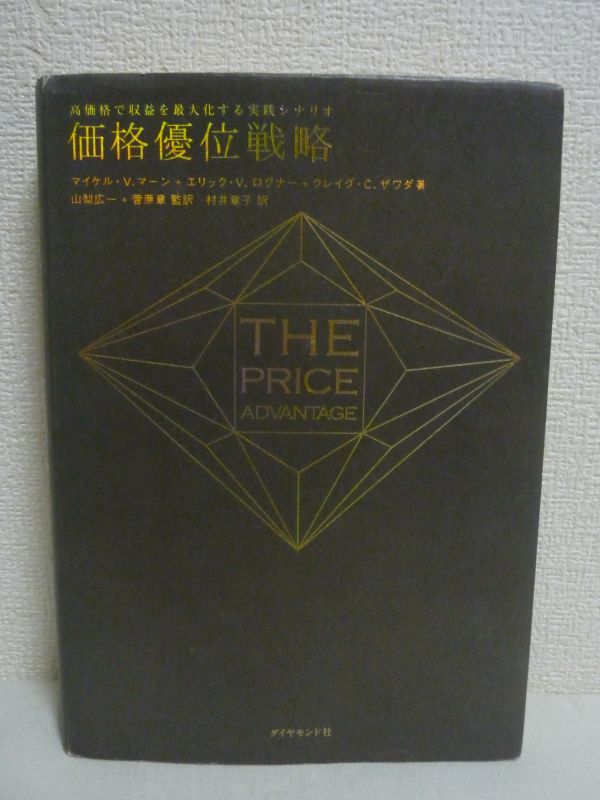 高価格で収益を最大化する実践シナリオ
価格優位戦略
マイケル・V.マーン+エリック・V.ログナー+クレイグ・C.ザワダ 著
山梨広一+菅原章 監訳 村井章子 訳
THE
PRICE
ADVANTAGE
ダイヤモンド社